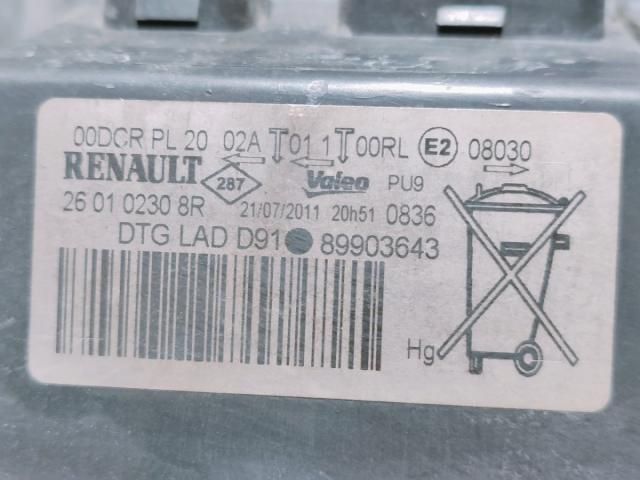 00DCR PL 20 02A 01 1 00RL E2 08030
RENAULT 287 Valeo PU9
26 01 0230 8R 21/07/2011 20h51 0836
DTG LAD D91 89903643
Hg